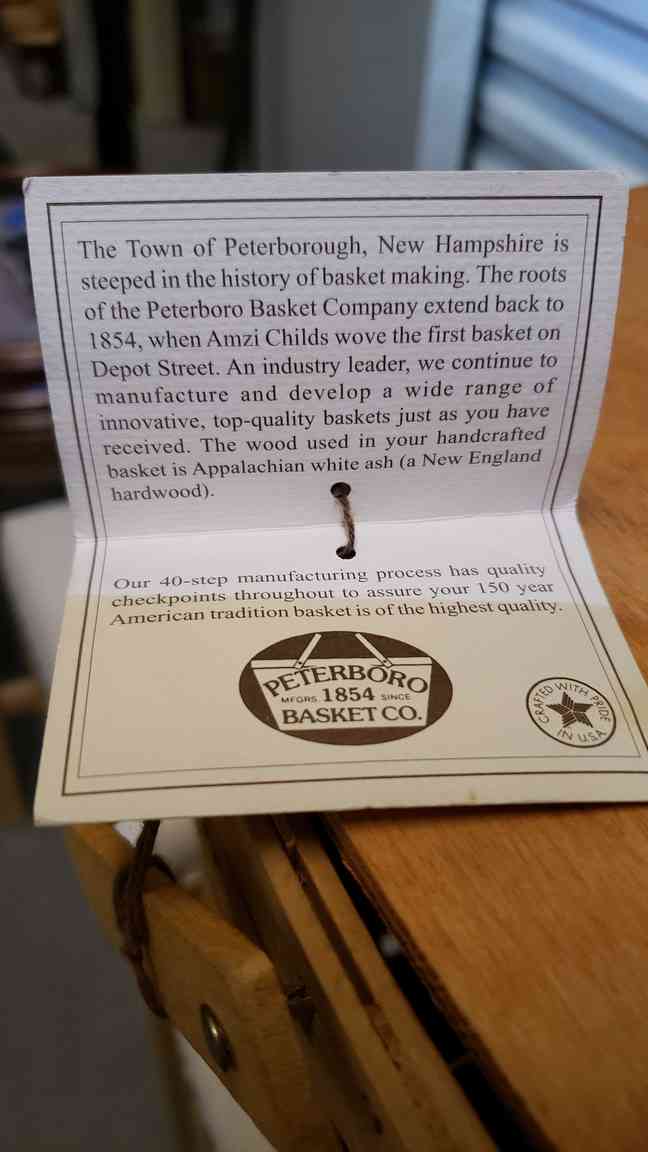 The Town of Peterborough, New Hampshire is
steeped in the history of basket making. The roots
of the Peterboro Basket Company extend back to
1854, when Amzi Childs wove the first basket on
Depot Street. An industry leader, we continue to
manufacture and develop a wide range of
innovative, top-quality baskets just as you have
received. The wood used in your handcrafted
basket is Appalachian white ash (a New England
hardwood).
Our 40-step manufacturing process has quality
checkpoints throughout to assure your 150 year
American tradition basket is of the highest quality.
PETERBORO
MFGRS. 1854 SINCE
BASKET CO.
CRAFTED WITH PRIDE
IN U.S.A.